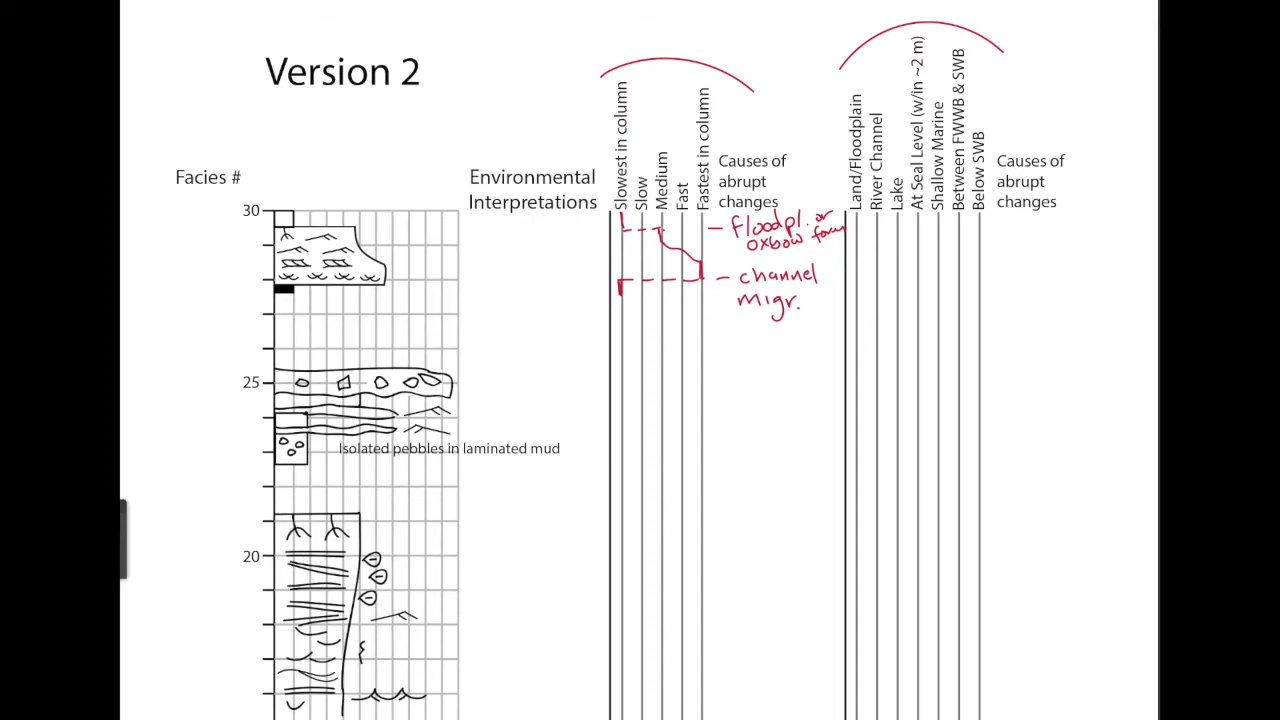 Version 2
Facies #
Environmental
Interpretations
Slowest in column
Slow
Medium
Fast
Fastest in column
Causes of
abrupt
changes
Land/Floodplain
River Channel
Lake
At Seal Level (w/in ~2 m)
Shallow Marine
Between FWWB & SWB
Below SWB
Causes of
abrupt
changes
30
— floodpl. or
oxbow form
— channel
migr.
25
Isolated pebbles in laminated mud
20